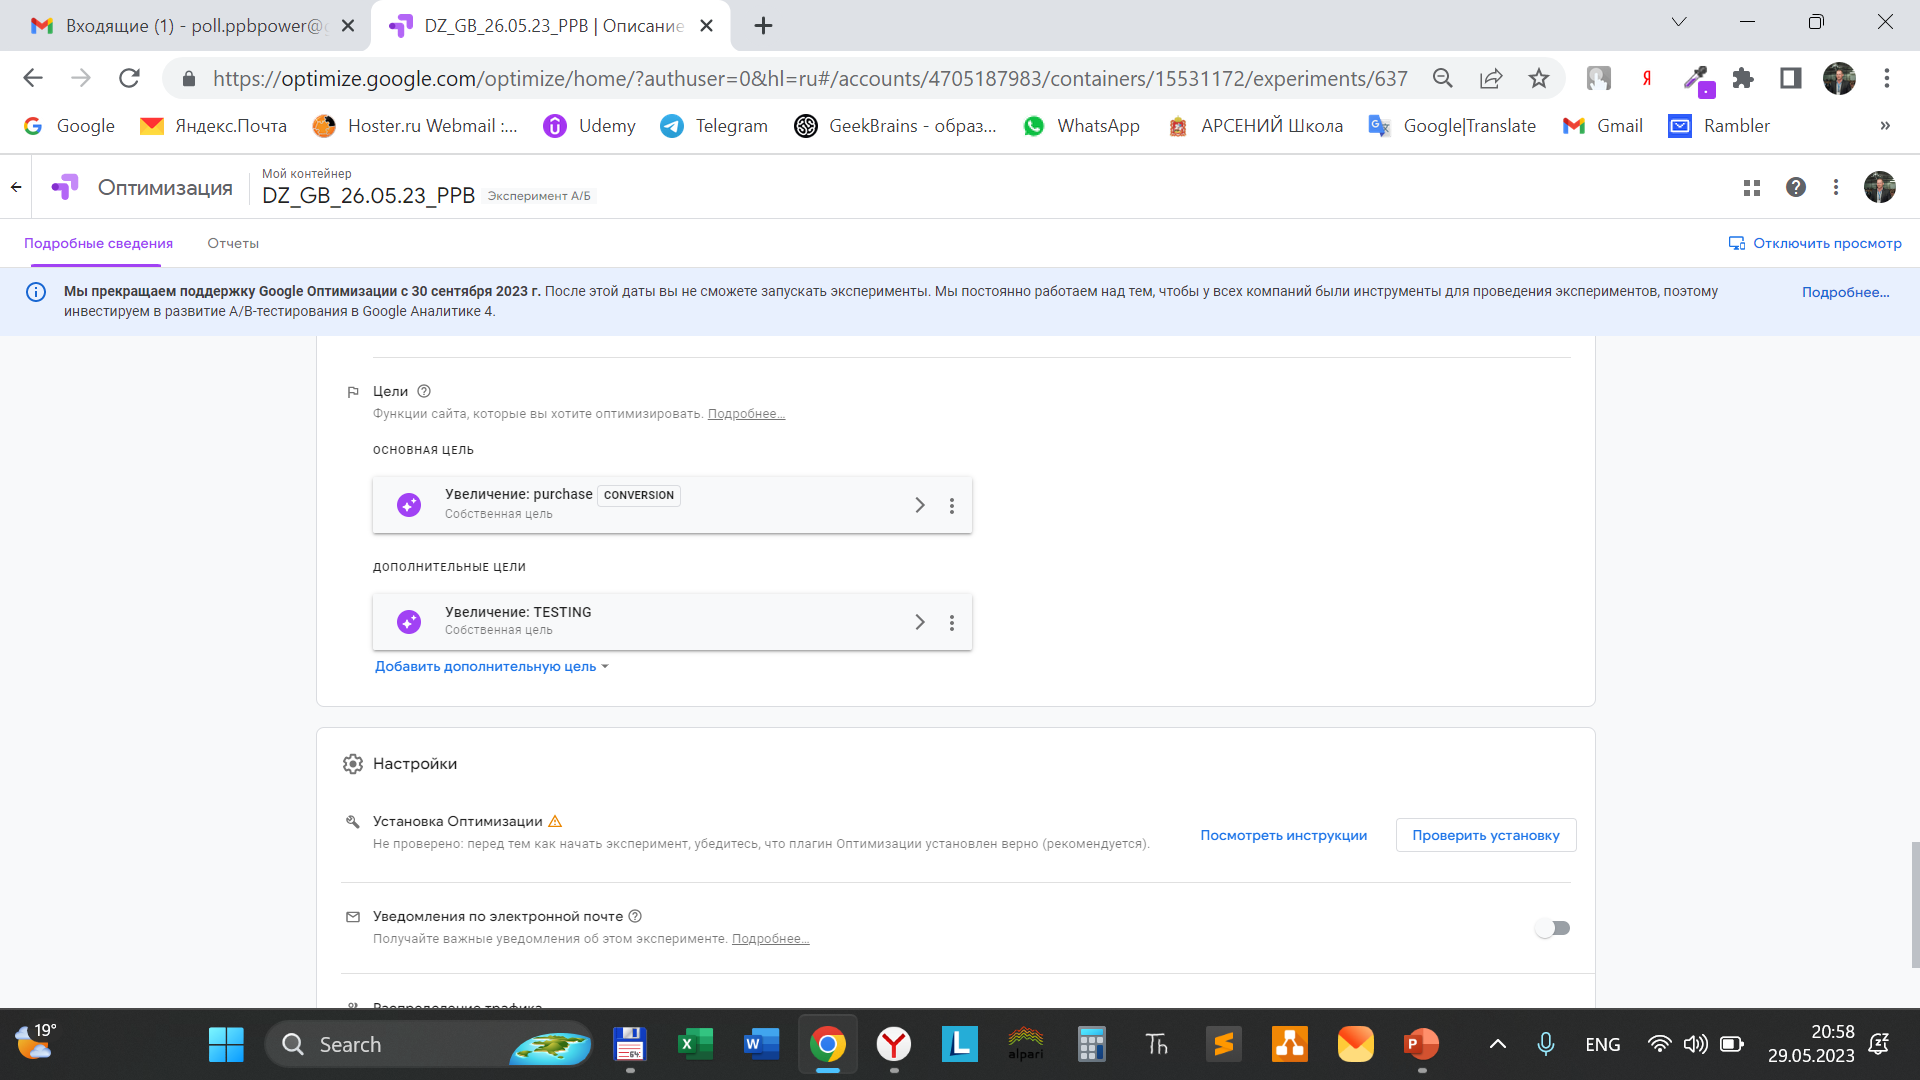 Входящие (1) - poll.ppbpower@
DZ_GB_26.05.23_PPB | Описание
https://optimize.google.com/optimize/home/?authuser=0&hl=ru#/accounts/4705187983/containers/15531172/experiments/637
Google
Яндекс.Почта
Hoster.ru Webmail :...
Udemy
Telegram
GeekBrains - образ...
WhatsApp
АРСЕНИЙ Школа
Google|Translate
Gmail
Rambler
»
Оптимизация
Мой контейнер
DZ_GB_26.05.23_PPB Эксперимент А/Б
Подробные сведения
Отчеты
Отключить просмотр
Мы прекращаем поддержку Google Оптимизации с 30 сентября 2023 г. После этой даты вы не сможете запускать эксперименты. Мы постоянно работаем над тем, чтобы у всех компаний были инструменты для проведения экспериментов, поэтому
инвестируем в развитие A/B-тестирования в Google Аналитике 4.
Подробнее...
Цели
Функции сайта, которые вы хотите оптимизировать. Подробнее...
ОСНОВНАЯ ЦЕЛЬ
Увеличение: purchase CONVERSION
Собственная цель
ДОПОЛНИТЕЛЬНЫЕ ЦЕЛИ
Увеличение: TESTING
Собственная цель
Добавить дополнительную цель
Настройки
Установка Оптимизации
Не проверено: перед тем как начать эксперимент, убедитесь, что плагин Оптимизации установлен верно (рекомендуется).
Посмотреть инструкции
Проверить установку
Уведомления по электронной почте
Получайте важные уведомления об этом эксперименте. Подробнее...
Распределение трафика
19°
Search
64
alpari
Th
ENG
20:58
29.05.2023